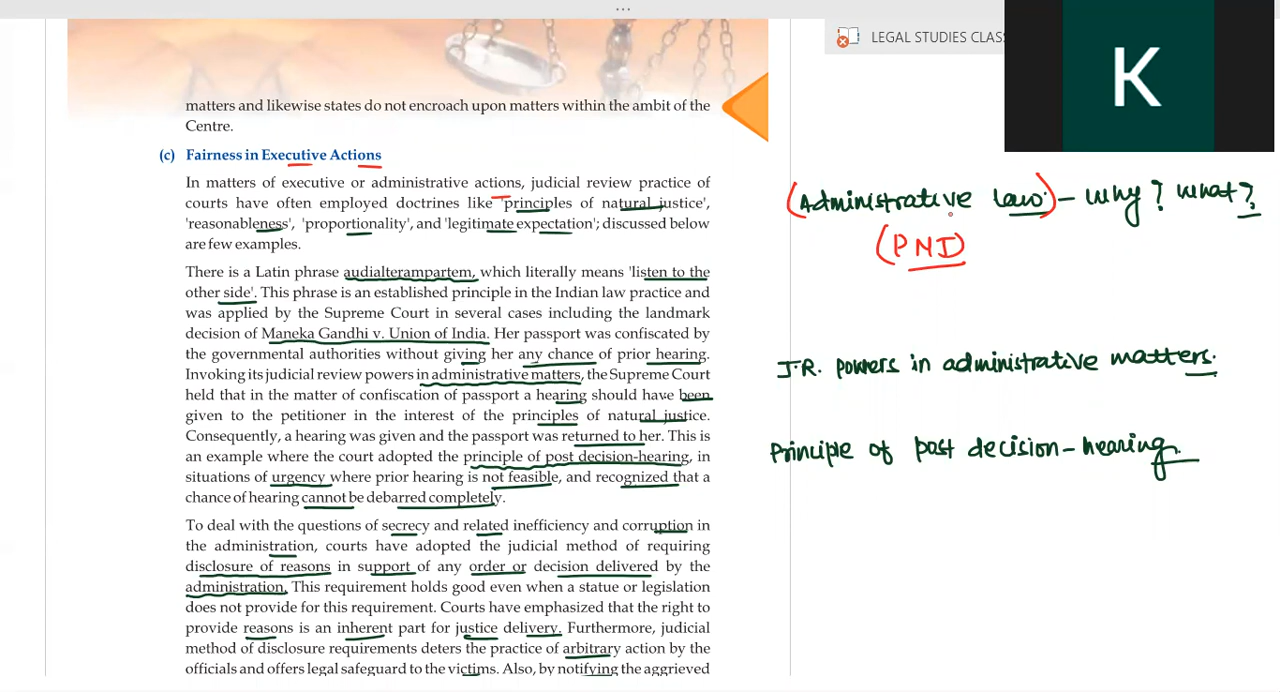 LEGAL STUDIES CLAS
K
matters and likewise states do not encroach upon matters within the ambit of the
Centre.
(c) Fairness in Executive Actions
In matters of executive or administrative actions, judicial review practice of
courts have often employed doctrines like 'principles of natural justice',
'reasonableness', 'proportionality', and 'legitimate expectation'; discussed below
are few examples.
There is a Latin phrase audialterampartem, which literally means 'listen to the
other side'. This phrase is an established principle in the Indian law practice and
was applied by the Supreme Court in several cases including the landmark
decision of Maneka Gandhi v. Union of India. Her passport was confiscated by
the governmental authorities without giving her any chance of prior hearing.
Invoking its judicial review powers in administrative matters, the Supreme Court
held that in the matter of confiscation of passport a hearing should have been
given to the petitioner in the interest of the principles of natural justice.
Consequently, a hearing was given and the passport was returned to her. This is
an example where the court adopted the principle of post decision-hearing, in
situations of urgency where prior hearing is not feasible, and recognized that a
chance of hearing cannot be debarred completely.
To deal with the questions of secrecy and related inefficiency and corruption in
the administration, courts have adopted the judicial method of requiring
disclosure of reasons in support of any order or decision delivered by the
administration. This requirement holds good even when a statue or legislation
does not provide for this requirement. Courts have emphasized that the right to
provide reasons is an inherent part for justice delivery. Furthermore, judicial
method of disclosure requirements deters the practice of arbitrary action by the
officials and offers legal safeguard to the victims. Also, by notifying the aggrieved
(Administrative law) - Why? What?
(PNJ)
J.R. Powers in administrative matters.
Principle of post decision-hearing.